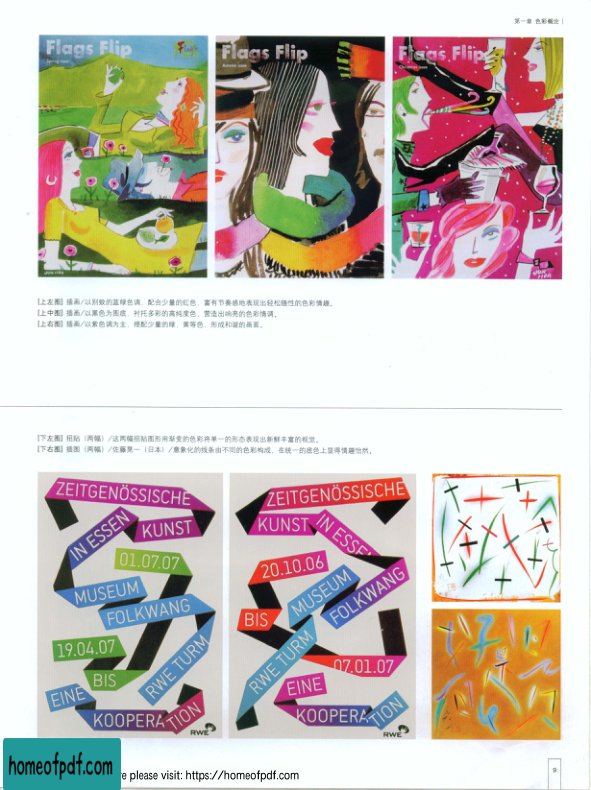 第一章 色彩概论
Flags Flip
Spring Issue
Flags Flip
Autumn Issue
Flags Flip
[上左图] 插画/以别致的蓝绿色调、配合少量的红色，富有节奏感地表现出轻松随性的色彩情趣。
[上中图] 插画/以黑色为面底、衬托多彩的高纯度色，营造出响亮的色彩情调。
[上右图] 插画/以紫色调为主、搭配少量的绿、黄等色，形成和谐的画面。
[下左图] 招贴（两幅）/这两幅招贴图形用渐变的色彩将单一的形态表现出新鲜丰富的视觉。
[下右图] 插图（两幅）/佐藤晃一（日本）/意象化的线条由不同的色彩构成，在统一的底色上显得情趣怡然。
ZEITGENÖSSISCHE
KUNST
IN ESSEN
01.07.07
MUSEUM
FOLKWANG
19.04.07
BIS
RWE TURM
EINE
KOOPERATION
RWE
ZEITGENÖSSISCHE
KUNST
IN ESSEN
20.10.06
BIS
MUSEUM
FOLKWANG
RWE TURM
07.01.07
EINE
KOOPERATION
RWE
homeofpdf.com
re please visit: https://homeofpdf.com
9